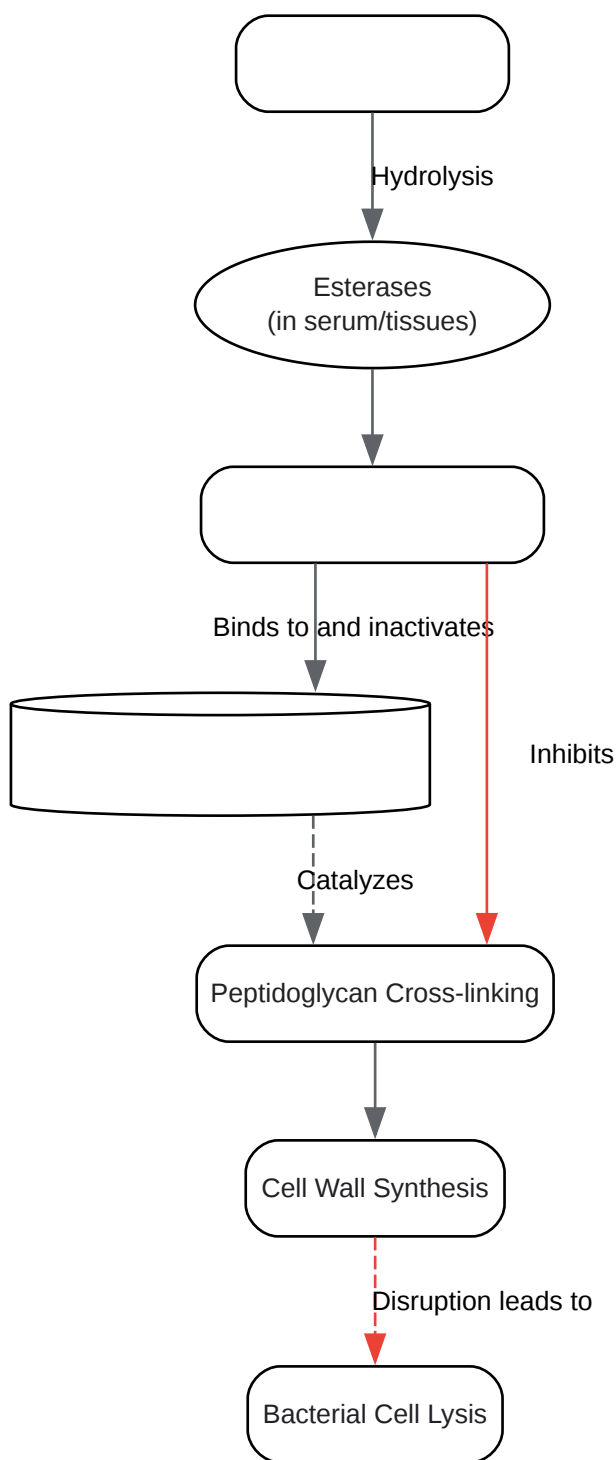 Hydrolysis
Esterases
(in serum/tissues)
Binds to and inactivates
Inhibits
Catalyzes
Peptidoglycan Cross-linking
Cell Wall Synthesis
Disruption leads to
Bacterial Cell Lysis